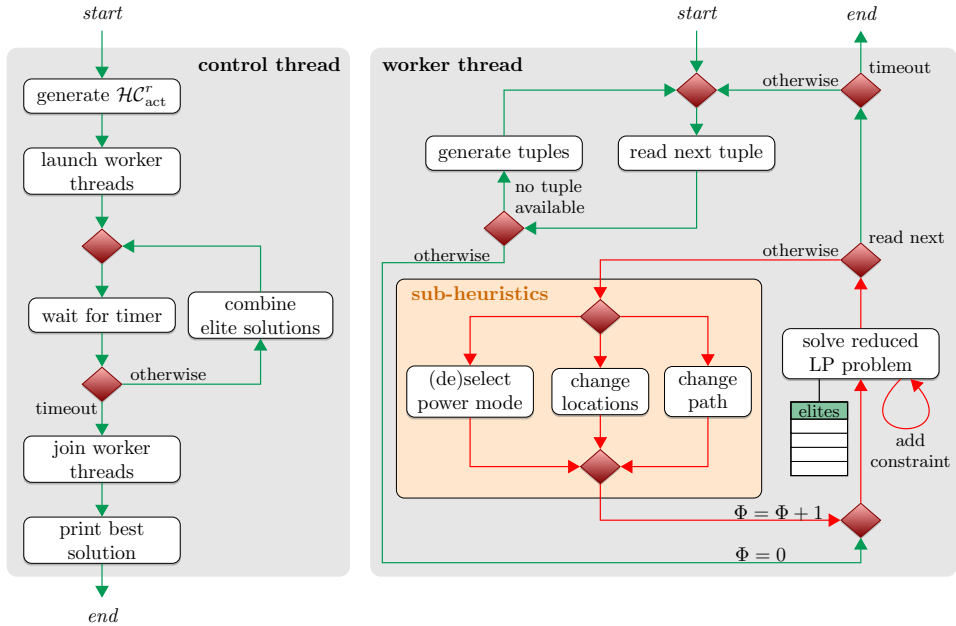 start
control thread
generate $\mathcal{HC}^{r}_{\text{act}}$
launch worker
threads
wait for timer
combine
elite solutions
otherwise
timeout
join worker
threads
print best
solution
end
start
end
worker thread
timeout
otherwise
generate tuples
read next tuple
no tuple
available
otherwise
read next
otherwise
sub-heuristics
(de)select
power mode
change
locations
change
path
solve reduced
LP problem
elites
add
constraint
Φ = Φ + 1
Φ = 0